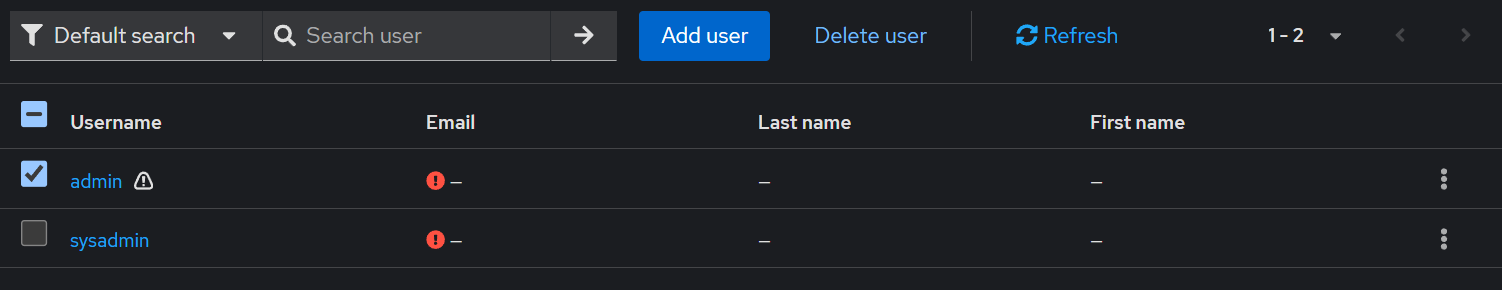 Default search Search user Add user Delete user Refresh 1 - 2
Username Email Last name First name
admin – – –
sysadmin – – –